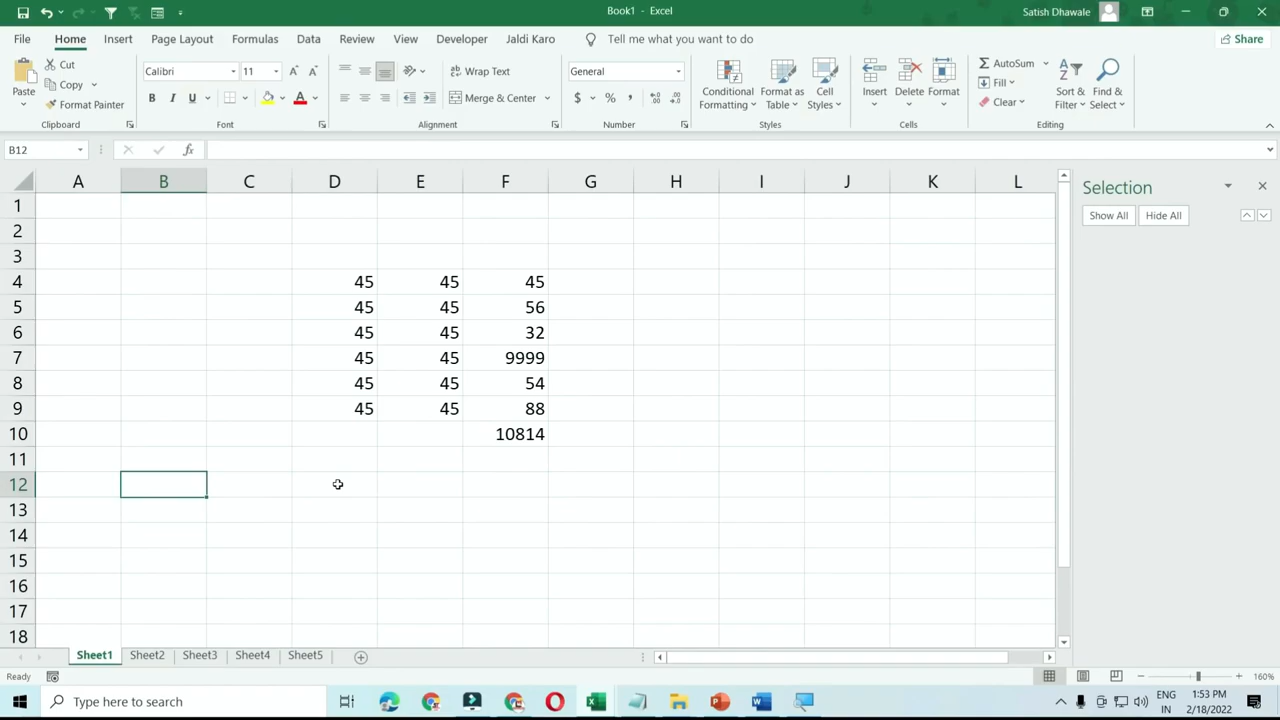 Book1 - Excel
Satish Dhawale
File Home Insert Page Layout Formulas Data Review View Developer Jaldi Karo Tell me what you want to do Share
Paste
Cut
Copy
Format Painter
Clipboard
Calibri 11
B I U
Font
Wrap Text
Merge & Center
Alignment
General
$ % ,
Number
Conditional Formatting
Format as Table
Cell Styles
Styles
Insert Delete Format
Cells
AutoSum
Fill
Clear
Sort & Filter
Find & Select
Editing
B12 fx
A B C D E F G H I J K L
1
2
3
4 45 45 45
5 45 45 56
6 45 45 32
7 45 45 9999
8 45 45 54
9 45 45 88
10 10814
11
12
13
14
15
16
17
18
Selection
Show All Hide All
Sheet1 Sheet2 Sheet3 Sheet4 Sheet5
Ready 160%
Type here to search
ENG
IN
1:53 PM
2/18/2022